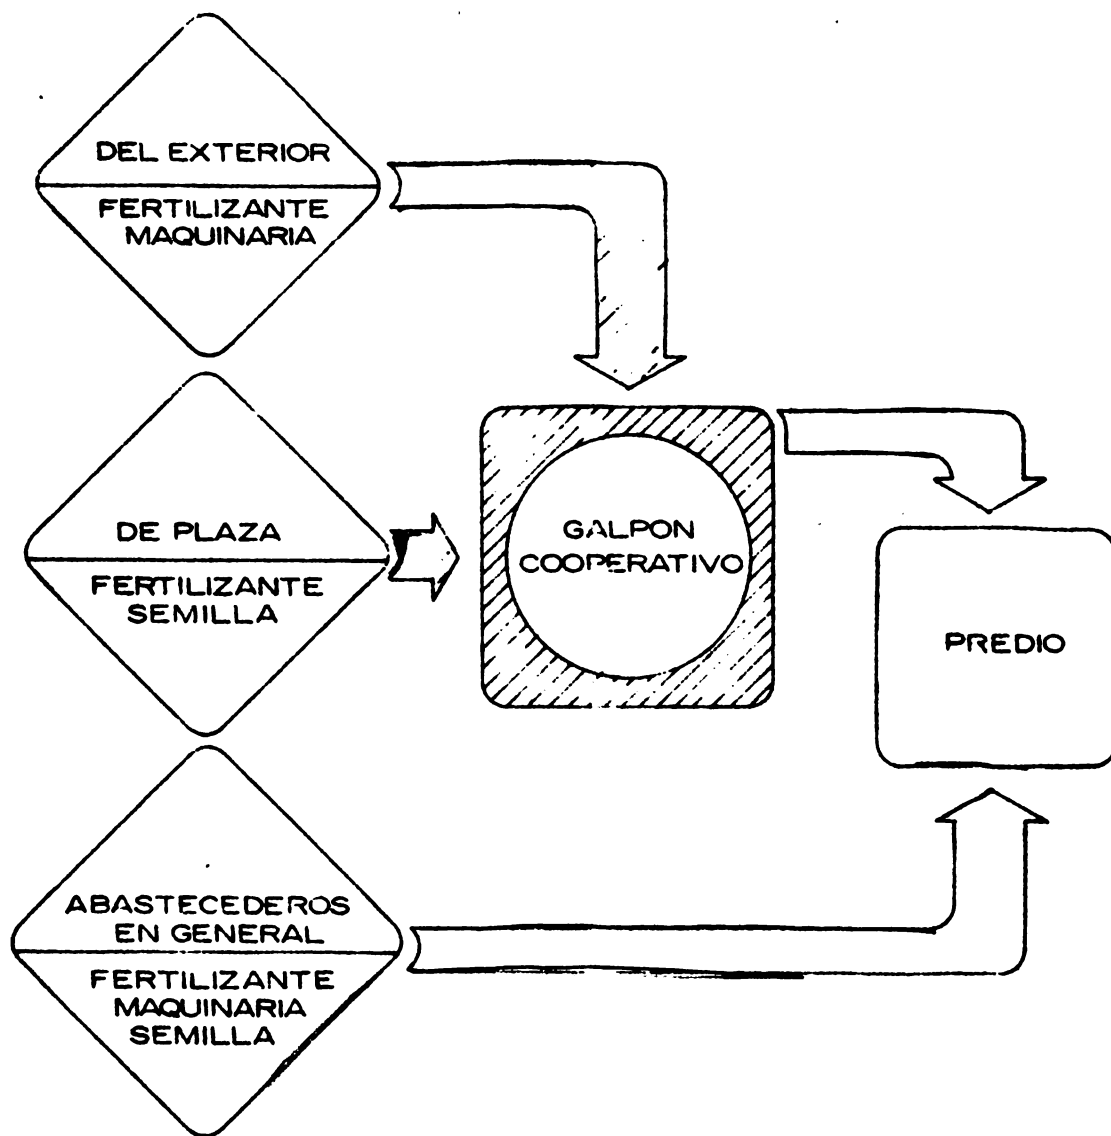 DEL EXTERIOR
FERTILIZANTE
MAQUINARIA
DE PLAZA
FERTILIZANTE
SEMILLA
GALPON
COOPERATIVO
PREDIO
ABASTECEDEROS
EN GENERAL
FERTILIZANTE
MAQUINARIA
SEMILLA